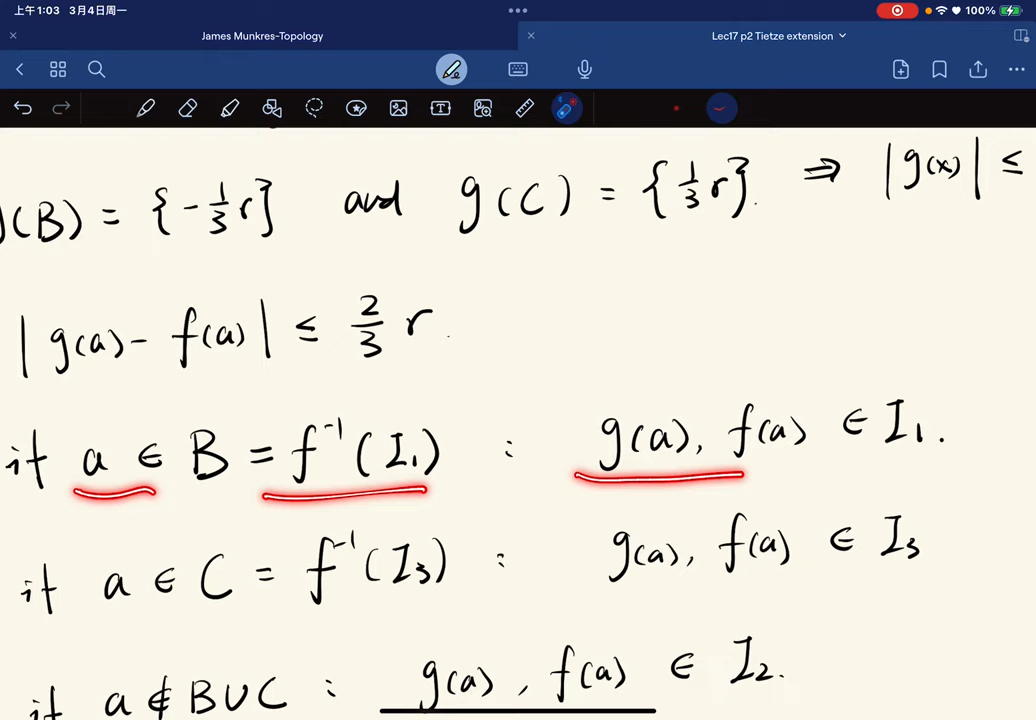 上午1:03 3月4日周一
100%
James Munkres-Topology
Lec17 p2 Tietze extension
g(B) = {-1/3 r} and g(C) = {1/3 r}. ⇒ |g(x)| ≤
|g(a) - f(a)| ≤ 2/3 r.
if a ∈ B = f⁻¹(I₁) : g(a), f(a) ∈ I₁.
if a ∈ C = f⁻¹(I₃) : g(a), f(a) ∈ I₃
if a ∉ B∪C : g(a), f(a) ∈ I₂.